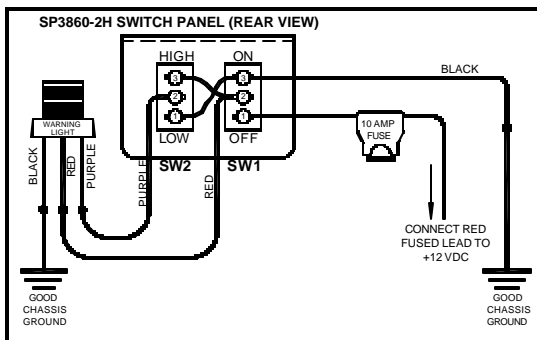 SP3860-2H SWITCH PANEL (REAR VIEW)
HIGH
ON
3
3
2
2
1
1
LOW
OFF
SW2
SW1
WARNING
LIGHT
BLACK
RED
PURPLE
PURPLE
RED
BLACK
10 AMP
FUSE
CONNECT RED
FUSED LEAD TO
+12 VDC
GOOD
CHASSIS
GROUND
GOOD
CHASSIS
GROUND